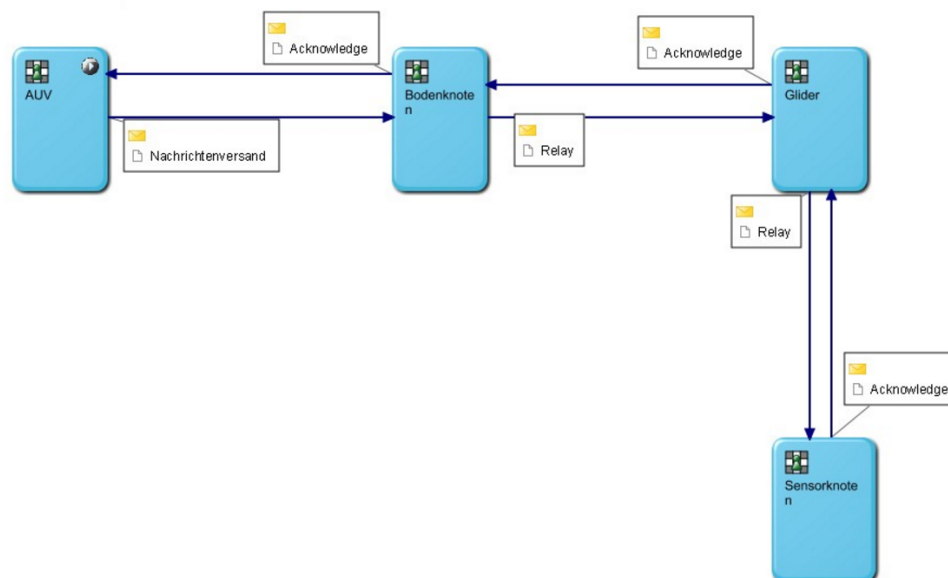 Acknowledge
Acknowledge
AUV
Bodenknote
n
Glider
Nachrichtenversand
Relay
Relay
Acknowledge
Sensorknote
n